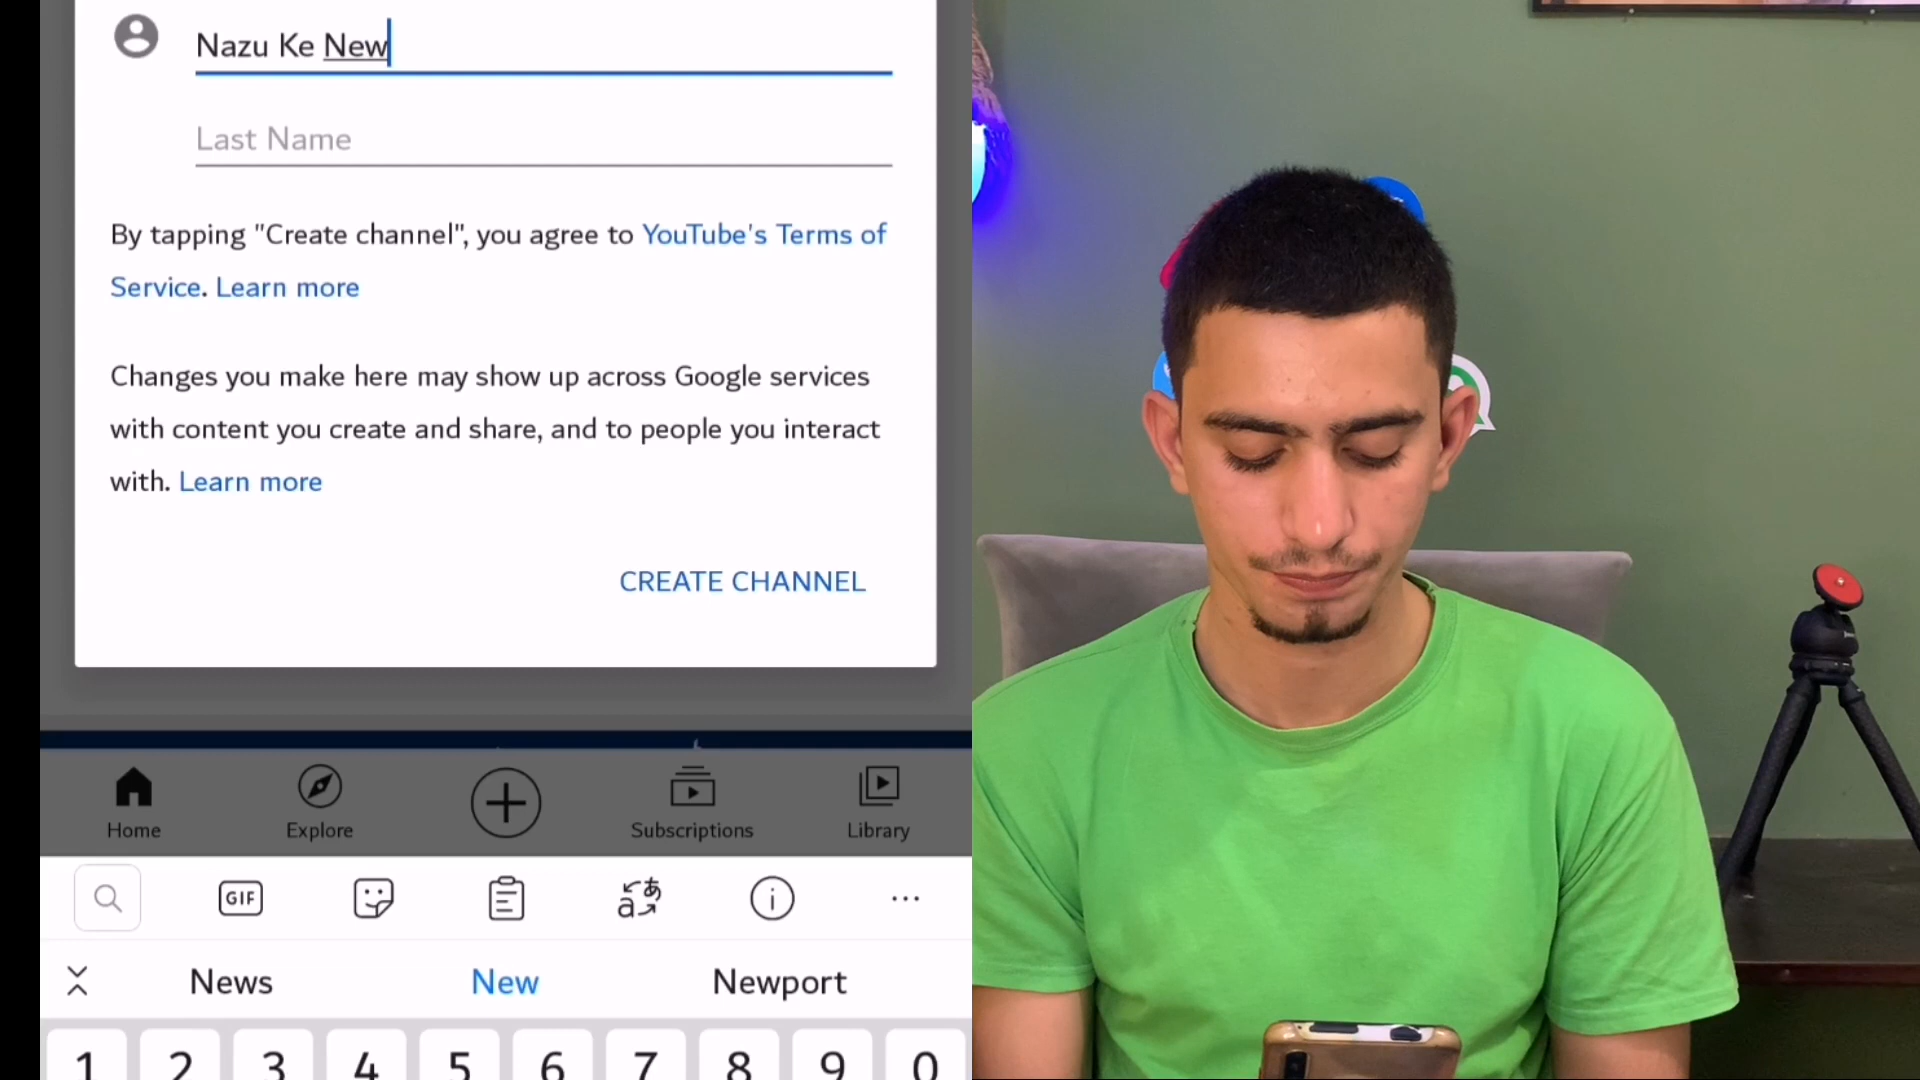 Nazu Ke New
Last Name
By tapping "Create channel", you agree to YouTube's Terms of
Service. Learn more
Changes you make here may show up across Google services
with content you create and share, and to people you interact
with. Learn more
CREATE CHANNEL
Home
Explore
Subscriptions
Library
GIF
News
New
Newport
1 2 3 4 5 6 7 8 9 0